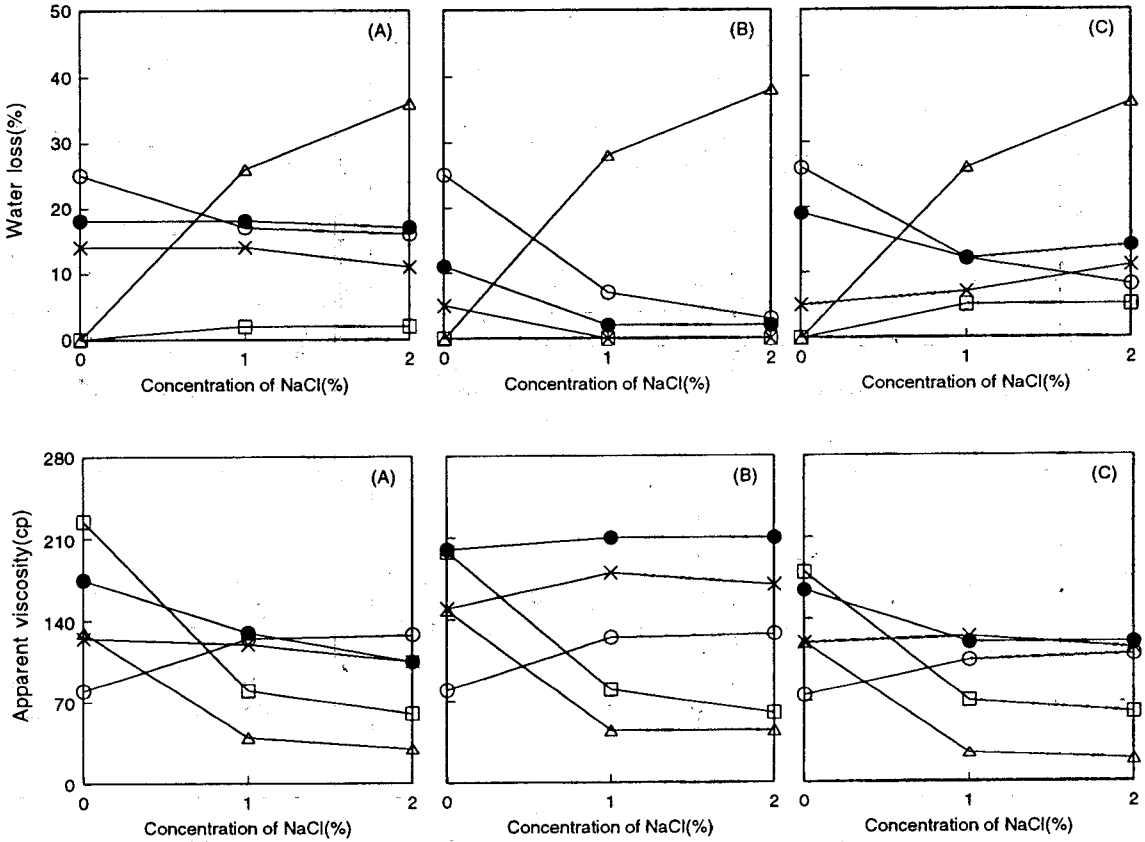 (A)
(B)
(C)
Water loss(%)
50
40
30
20
10
0
0 1 2
0 1 2
0 1 2
Concentration of NaCl(%)
Concentration of NaCl(%)
Concentration of NaCl(%)
(A)
(B)
(C)
Apparent viscosity(cp)
280
210
140
70
0
0 1 2
0 1 2
0 1 2
Concentration of NaCl(%)
Concentration of NaCl(%)
Concentration of NaCl(%)